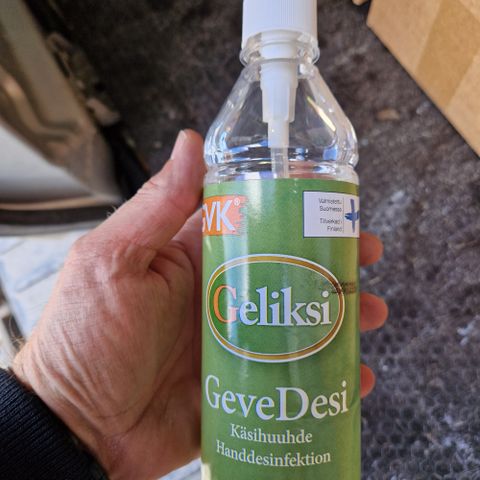 VK®
Valmistettu
Suomessa
Tillverkad i
Finland
Geliksi
GeveDesi
Käsihuuhde
Handdesinfektion